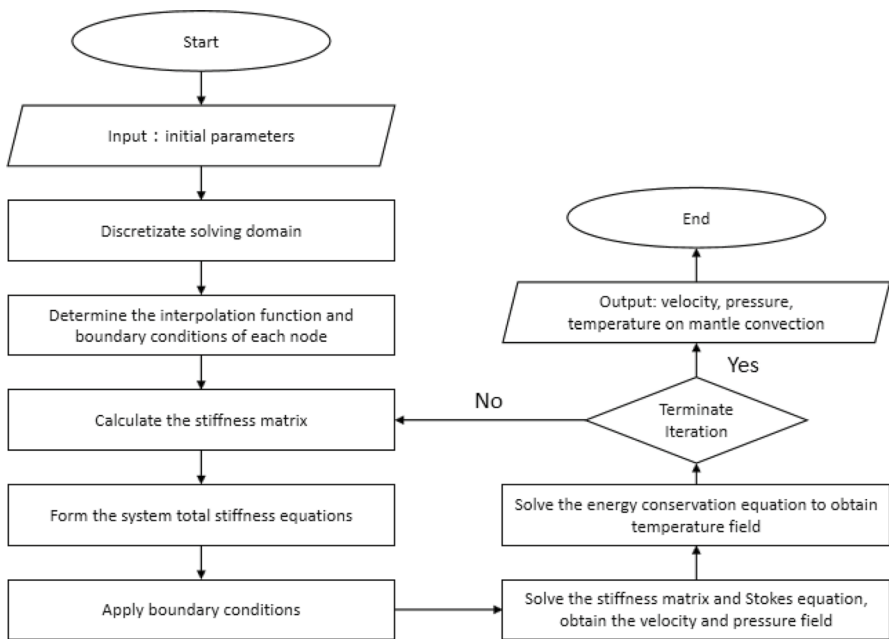 Start
Input：initial parameters
Discretizate solving domain
Determine the interpolation function and
boundary conditions of each node
Calculate the stiffness matrix
Form the system total stiffness equations
Apply boundary conditions
Solve the stiffness matrix and Stokes equation,
obtain the velocity and pressure field
Solve the energy conservation equation to obtain
temperature field
Terminate
Iteration
No
Yes
Output: velocity, pressure,
temperature on mantle convection
End